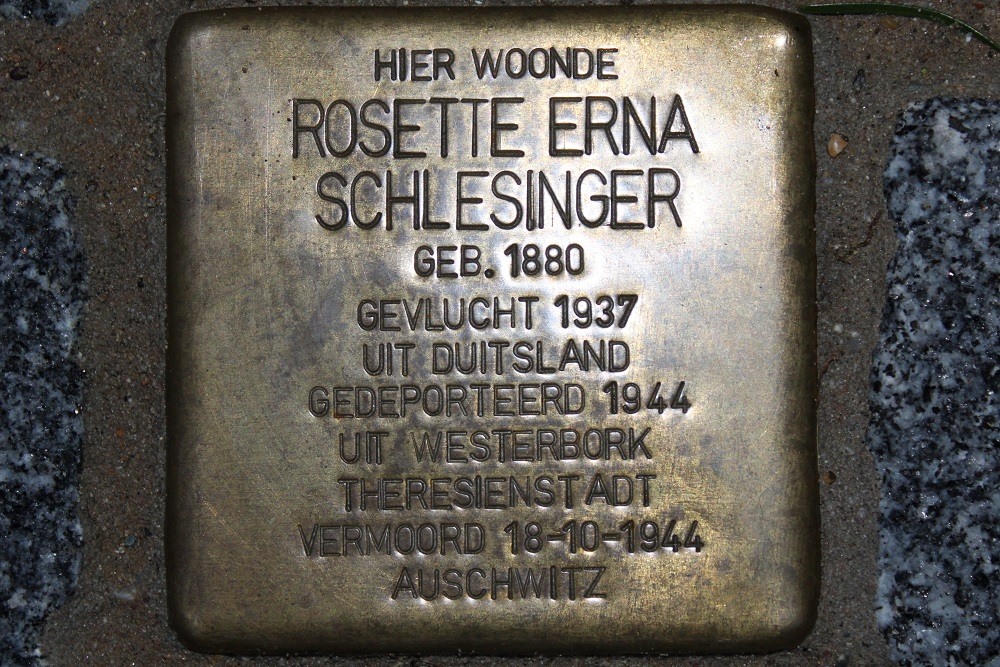 HIER WOONDE
ROSETTE ERNA
SCHLESINGER
GEB. 1880
GEVLUCHT 1937
UIT DUITSLAND
GEDEPORTEERD 1944
UIT WESTERBORK
THERESIENSTADT
VERMOORD 18-10-1944
AUSCHWITZ